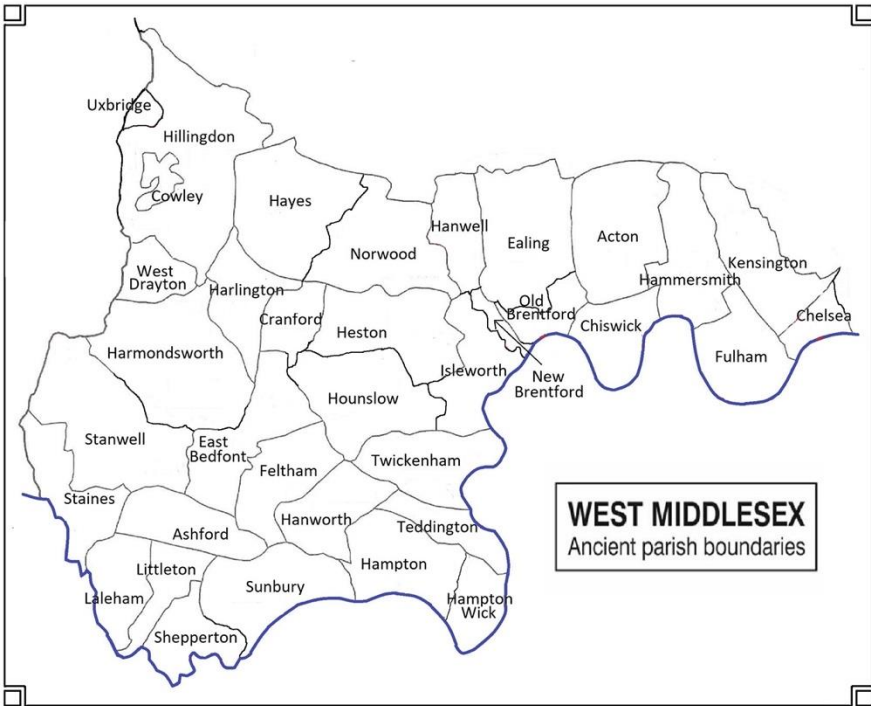 Uxbridge
Hillingdon
Cowley
Hayes
Hanwell
Norwood
Ealing
Acton
Kensington
Hammersmith
West
Drayton
Harlington
Old
Brentford
Cranford
Heston
Chiswick
Chelsea
Harmondsworth
Isleworth
Fulham
New
Brentford
Hounslow
Stanwell
East
Bedfont
Feltham
Twickenham
Staines
Ashford
Hanworth
Teddington
Littleton
Hampton
Laleham
Sunbury
Hampton
Wick
Shepperton
WEST MIDDLESEX
Ancient parish boundaries